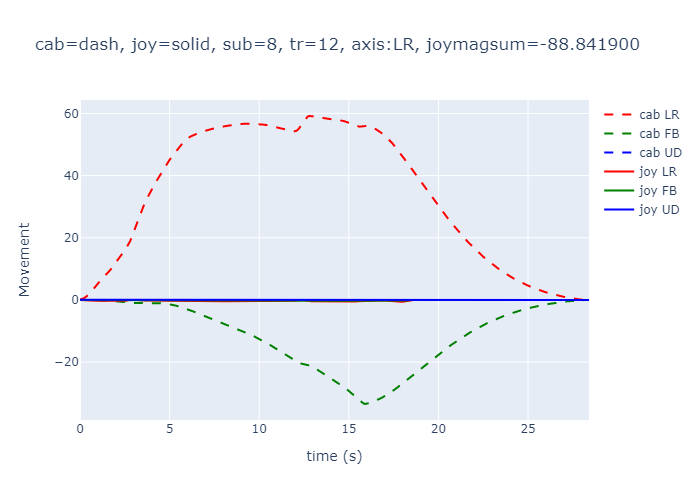 cab=dash, joy=solid, sub=8, tr=12, axis:LR, joymagsum=-88.841900
cab LR
cab FB
cab UD
joy LR
joy FB
joy UD
Movement
60
40
20
0
−20
0 5 10 15 20 25
time (s)